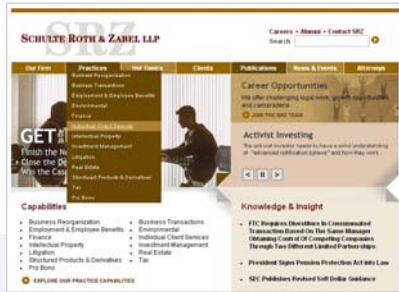 SRZ
SCHULTE ROTH & ZABEL LLP
Careers • Alumni • Contact SRZ
Search
Our Firm Practices Our Events Clients Publications News & Events Attorneys
Business Reorganization
Business Transactions
Employment & Employee Benefits
Environmental
Finance
Individual Client Services
Intellectual Property
Investment Management
Litigation
Real Estate
Structured Products & Derivatives
Tax
Pro Bono
GET
Finish the
Close the
Win the Cas
Career Opportunities
We offer challenging legal work, growth opportunities
and camaraderie
JOIN THE SRZ TEAM
Activist Investing
The activist investor needs to have a solid understanding
of "advanced notification bylaws" and how they work.
< II >
Capabilities
• Business Reorganization
• Employment & Employee Benefits
• Finance
• Intellectual Property
• Litigation
• Structured Products & Derivatives
• Pro Bono
• Business Transactions
• Environmental
• Individual Client Services
• Investment Management
• Real Estate
• Tax
EXPLORE OUR PRACTICE CAPABILITIES
Knowledge & Insight
• FTC Requires Divestiture In Consummated
Transaction Based On The Same Manager
Obtaining Control Of Competing Companies
Through Two Different Limited Partnerships
• President Signs Pension Protection Act into Law
• SEC Publishes Revised Soft Dollar Guidance